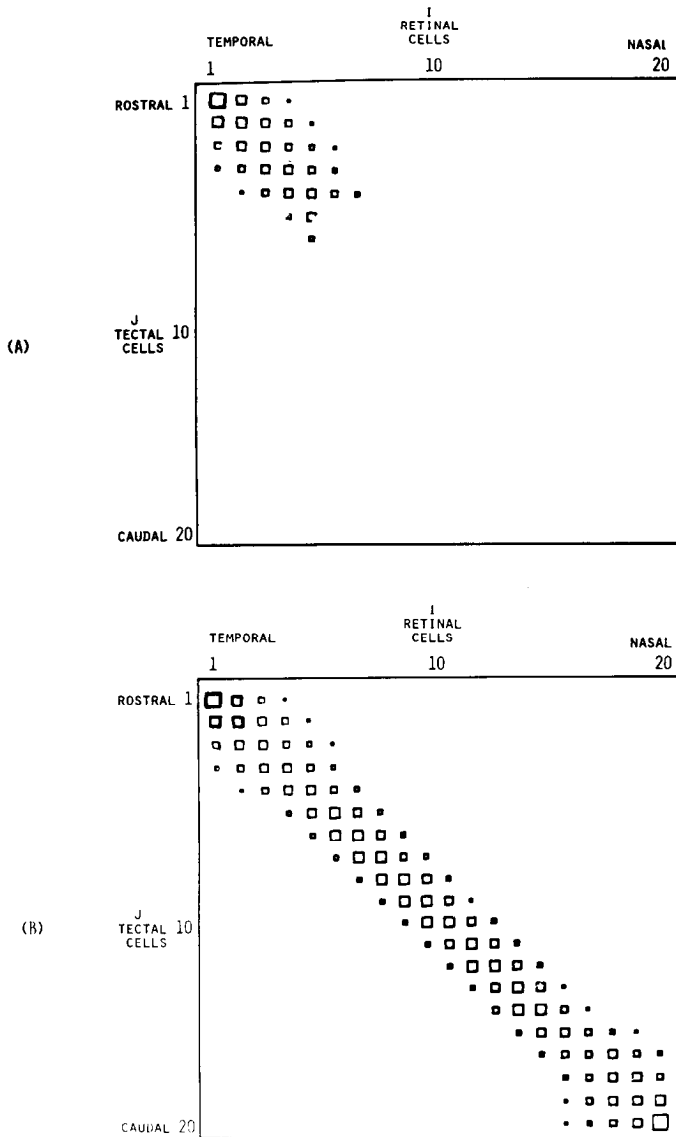 I
RETINAL
CELLS
TEMPORAL
NASAL
1 10 20
ROSTRAL 1
J
TECTAL 10
CELLS
(A)
CAUDAL 20
I
RETINAL
CELLS
TEMPORAL
NASAL
1 10 20
ROSTRAL 1
J
TECTAL 10
CELLS
(B)
CAUDAL 20